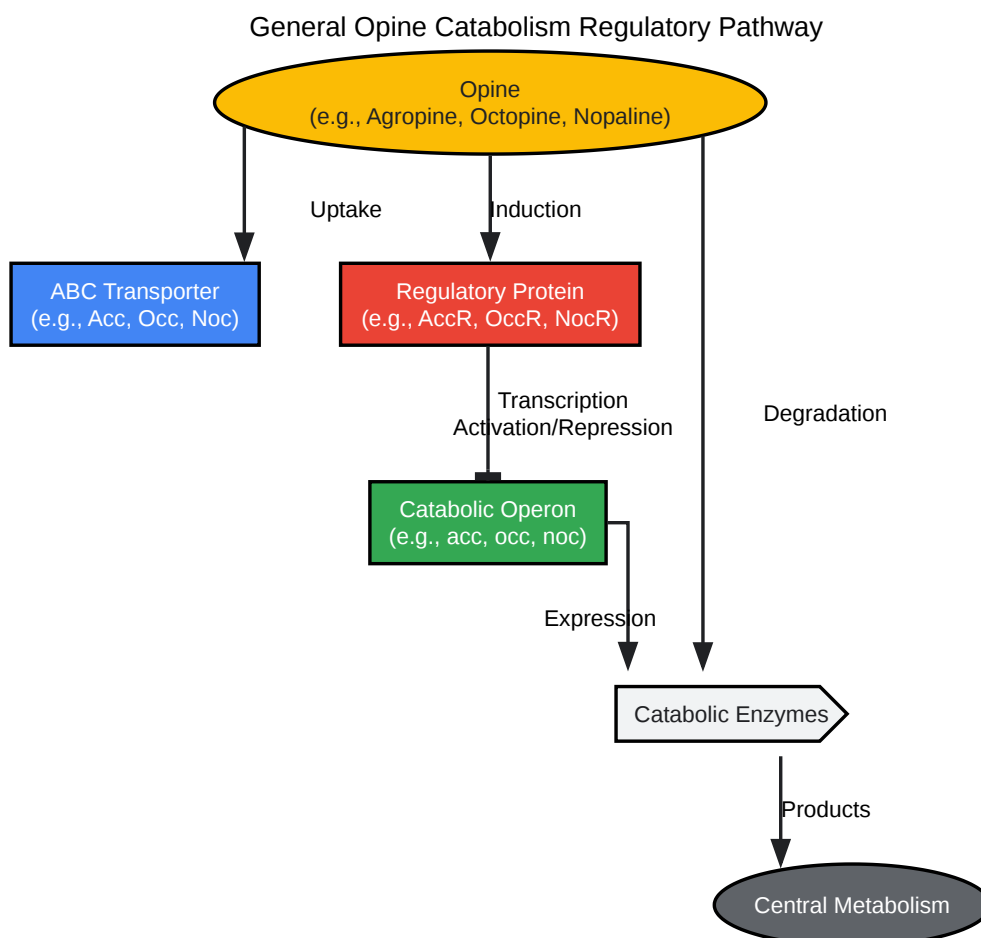 General Opine Catabolism Regulatory Pathway
Opine
(e.g., Agropine, Octopine, Nopaline)
Uptake
Induction
ABC Transporter
(e.g., Acc, Occ, Noc)
Regulatory Protein
(e.g., AccR, OccR, NocR)
Transcription
Activation/Repression
Degradation
Catabolic Operon
(e.g., acc, occ, noc)
Expression
Catabolic Enzymes
Products
Central Metabolism